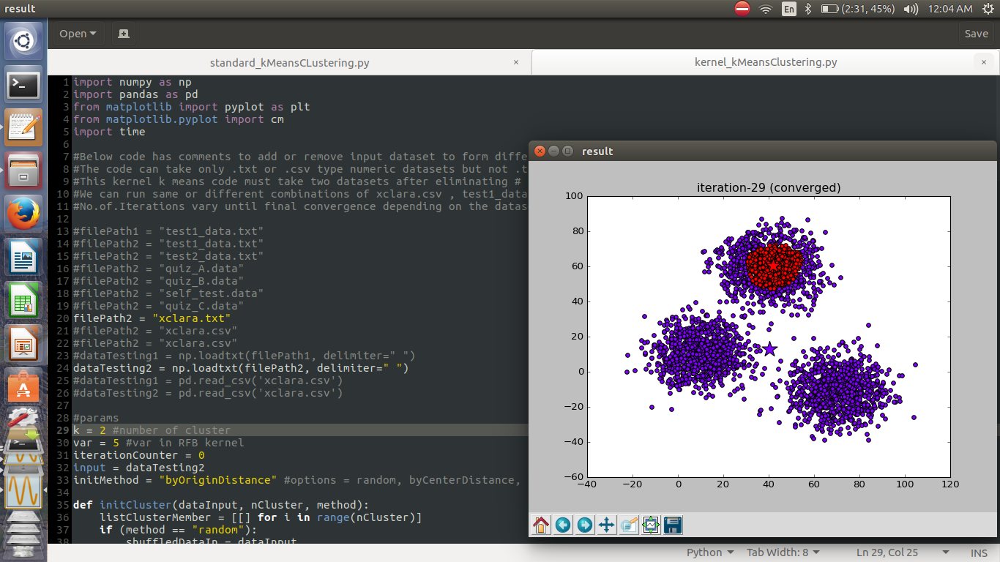 result
En
(2:31, 45%)
12:04 AM
Open
Save
standard_kMeansCLustering.py
×
kernel_kMeansClustering.py
×
1 import numpy as np
2 import pandas as pd
3 from matplotlib import pyplot as plt
4 from matplotlib.pyplot import cm
5 import time
6
7 #Below code has comments to add or remove input dataset to form diffe
8 #The code can take only .txt or .csv type numeric datasets but not .t
9 #This kernel k means code must take two datasets after eliminating #
10 #We can run same or different combinations of xclara.csv , test1_data
11 #No.of.Iterations vary until final convergence depending on the datas
12
13 #filePath1 = "test1_data.txt"
14 #filePath2 = "test1_data.txt"
15 #filePath2 = "test2_data.txt"
16 #filePath2 = "quiz_A.data"
17 #filePath2 = "quiz_B.data"
18 #filePath2 = "self_test.data"
19 #filePath2 = "quiz_C.data"
20 filePath2 = "xclara.txt"
21 #filePath2 = "xclara.csv"
22 #filePath2 = "xclara.csv"
23 #dataTesting1 = np.loadtxt(filePath1, delimiter=" ")
24 dataTesting2 = np.loadtxt(filePath2, delimiter=" ")
25 #dataTesting1 = pd.read_csv('xclara.csv')
26 #dataTesting2 = pd.read_csv('xclara.csv')
27
28 #params
29 k = 2 #number of cluster
30 var = 5 #var in RFB kernel
31 iterationCounter = 0
32 input = dataTesting2
33 initMethod = "byOriginDistance" #options = random, byCenterDistance,
34
35 def initCluster(dataInput, nCluster, method):
36     listClusterMember = [[] for i in range(nCluster)]
37     if (method == "random"):
38         shuffledDataIn = dataInput
result
iteration-29 (converged)
100
80
60
40
20
0
−20
−40
−60
−40
−20
0
20
40
60
80
100
120
Python
Tab Width: 8
Ln 29, Col 25
INS